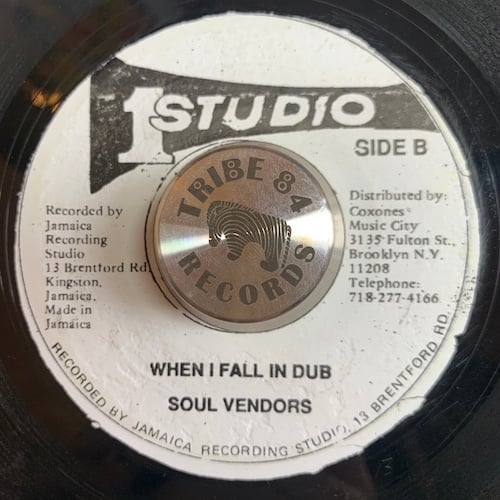 1 STUDIO
SIDE B
TRIBE 84
RECORDS
Recorded by
Jamaica
Recording
Studio
13 Brentford Rd,
Kingston,
Jamaica,
Made in
Jamaica
Distributed by:
Coxones
Music City
3135 Fulton St.,
Brooklyn N.Y.
11208
Telephone:
718-277-4166
WHEN I FALL IN DUB
SOUL VENDORS
RECORDED BY JAMAICA RECORDING STUDIO, 13 BRENTFORD RD.